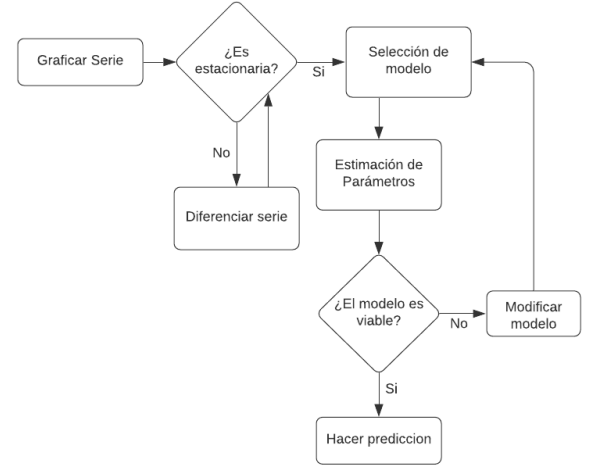 Graficar Serie
¿Es
estacionaria?
Si
Selección de
modelo
No
Diferenciar serie
Estimación de
Parámetros
¿El modelo es
viable?
No
Modificar
modelo
Si
Hacer prediccion